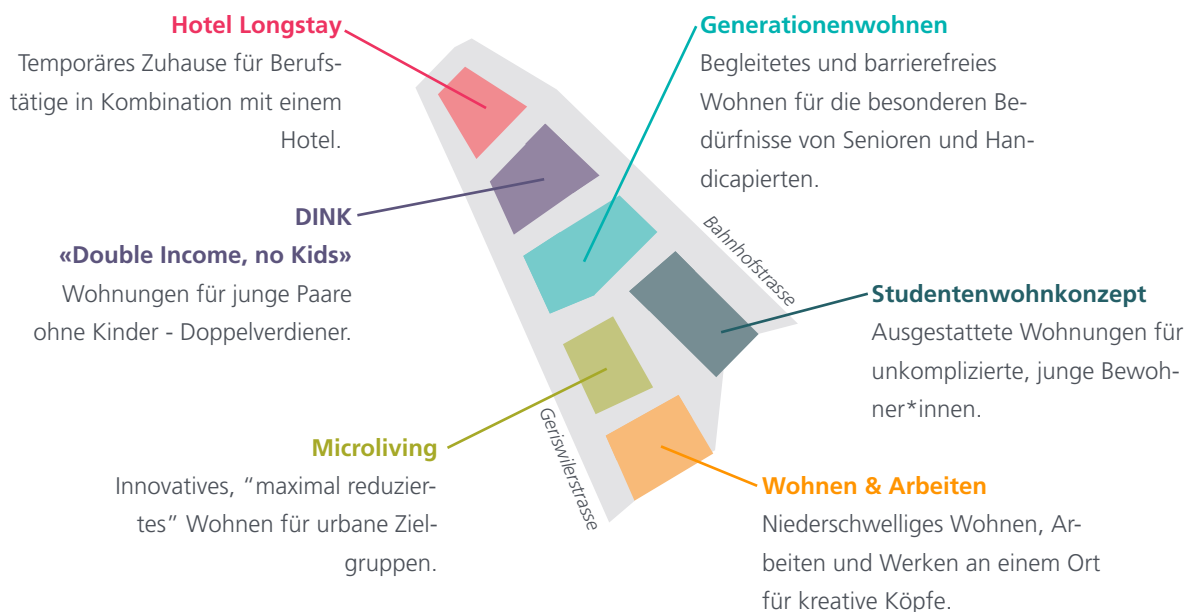 Hotel Longstay
Temporäres Zuhause für Berufs-
tätige in Kombination mit einem
Hotel.
DINK
«Double Income, no Kids»
Wohnungen für junge Paare
ohne Kinder - Doppelverdiener.
Microliving
Innovatives, “maximal reduzier-
tes” Wohnen für urbane Ziel-
gruppen.
Generationenwohnen
Begleitetes und barrierefreies
Wohnen für die besonderen Be-
dürfnisse von Senioren und Han-
dicapierten.
Bahnhofstrasse
Geriswilerstrasse
Studentenwohnkonzept
Ausgestattete Wohnungen für
unkomplizierte, junge Bewoh-
ner*innen.
Wohnen & Arbeiten
Niederschwelliges Wohnen, Ar-
beiten und Werken an einem Ort
für kreative Köpfe.